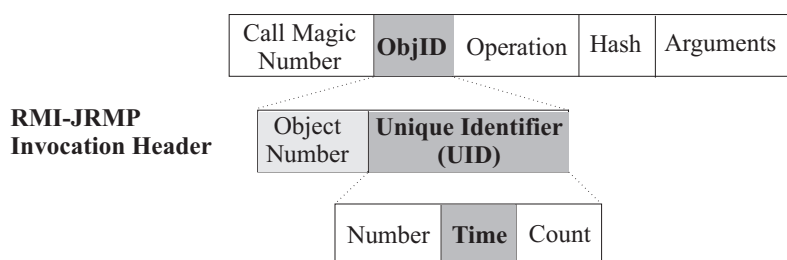 Call Magic
Number
ObjID
Operation
Hash
Arguments
RMI-JRMP
Invocation Header
Object
Number
Unique Identifier
(UID)
Number
Time
Count